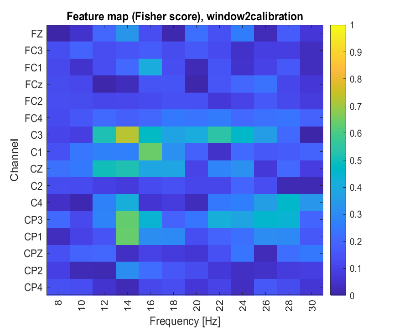 Feature map (Fisher score), window2calibration
FZ
FC3
FC1
FCz
FC2
FC4
C3
C1
CZ
C2
C4
CP3
CP1
CPZ
CP2
CP4
Channel
8 10 12 14 16 18 20 22 24 26 28 30
Frequency [Hz]
1
0.9
0.8
0.7
0.6
0.5
0.4
0.3
0.2
0.1
0